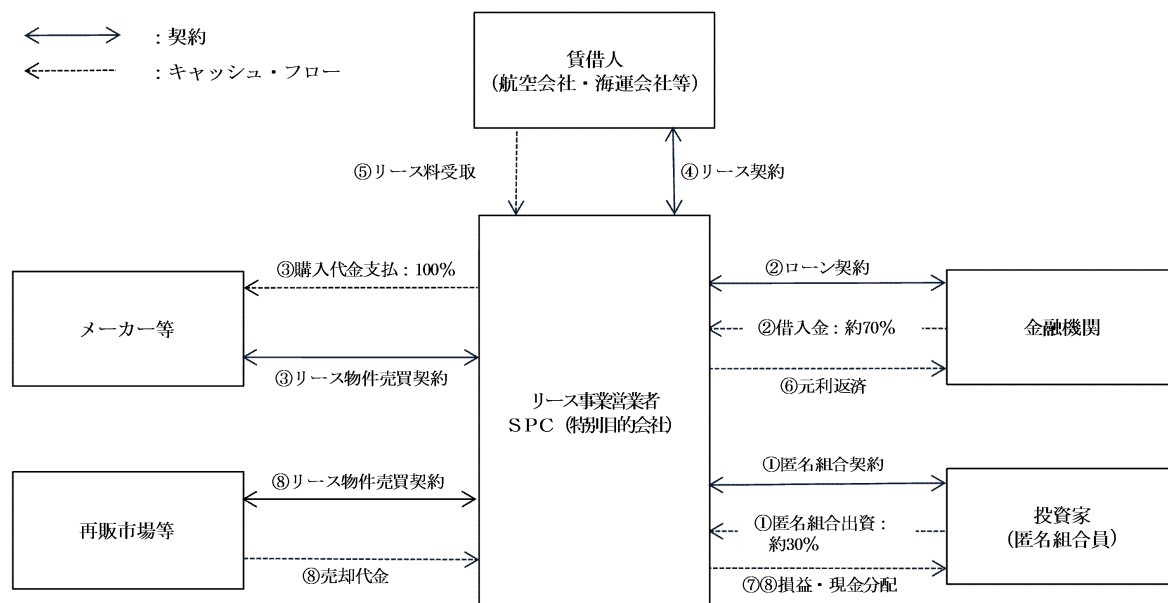 ：契約
：キャッシュ・フロー
賃借人
（航空会社・海運会社等）
⑤リース料受取
④リース契約
③購入代金支払：100％
メーカー等
③リース物件売買契約
②ローン契約
②借入金：約70％
金融機関
⑥元利返済
リース事業営業者
ＳＰＣ（特別目的会社）
①匿名組合契約
⑧リース物件売買契約
再販市場等
①匿名組合出資：
約30％
投資家
（匿名組合員）
⑧売却代金
⑦⑧損益・現金分配